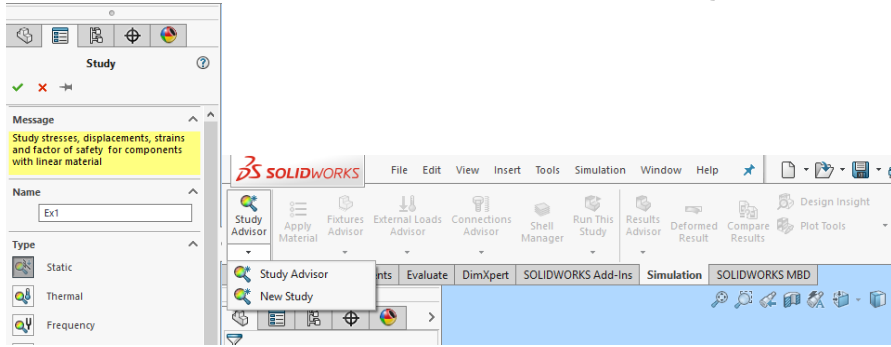 Study
Message
Study stresses, displacements, strains
and factor of safety for components
with linear material
Name
Ex1
Type
Static
Thermal
Frequency
SOLIDWORKS File Edit View Insert Tools Simulation Window Help
Study Advisor
Apply Material
Fixtures Advisor
External Loads Advisor
Connections Advisor
Shell Manager
Run This Study
Results Advisor
Deformed Result
Compare Results
Design Insight
Plot Tools
Study Advisor
New Study
nts Evaluate DimXpert SOLIDWORKS Add-Ins Simulation SOLIDWORKS MBD